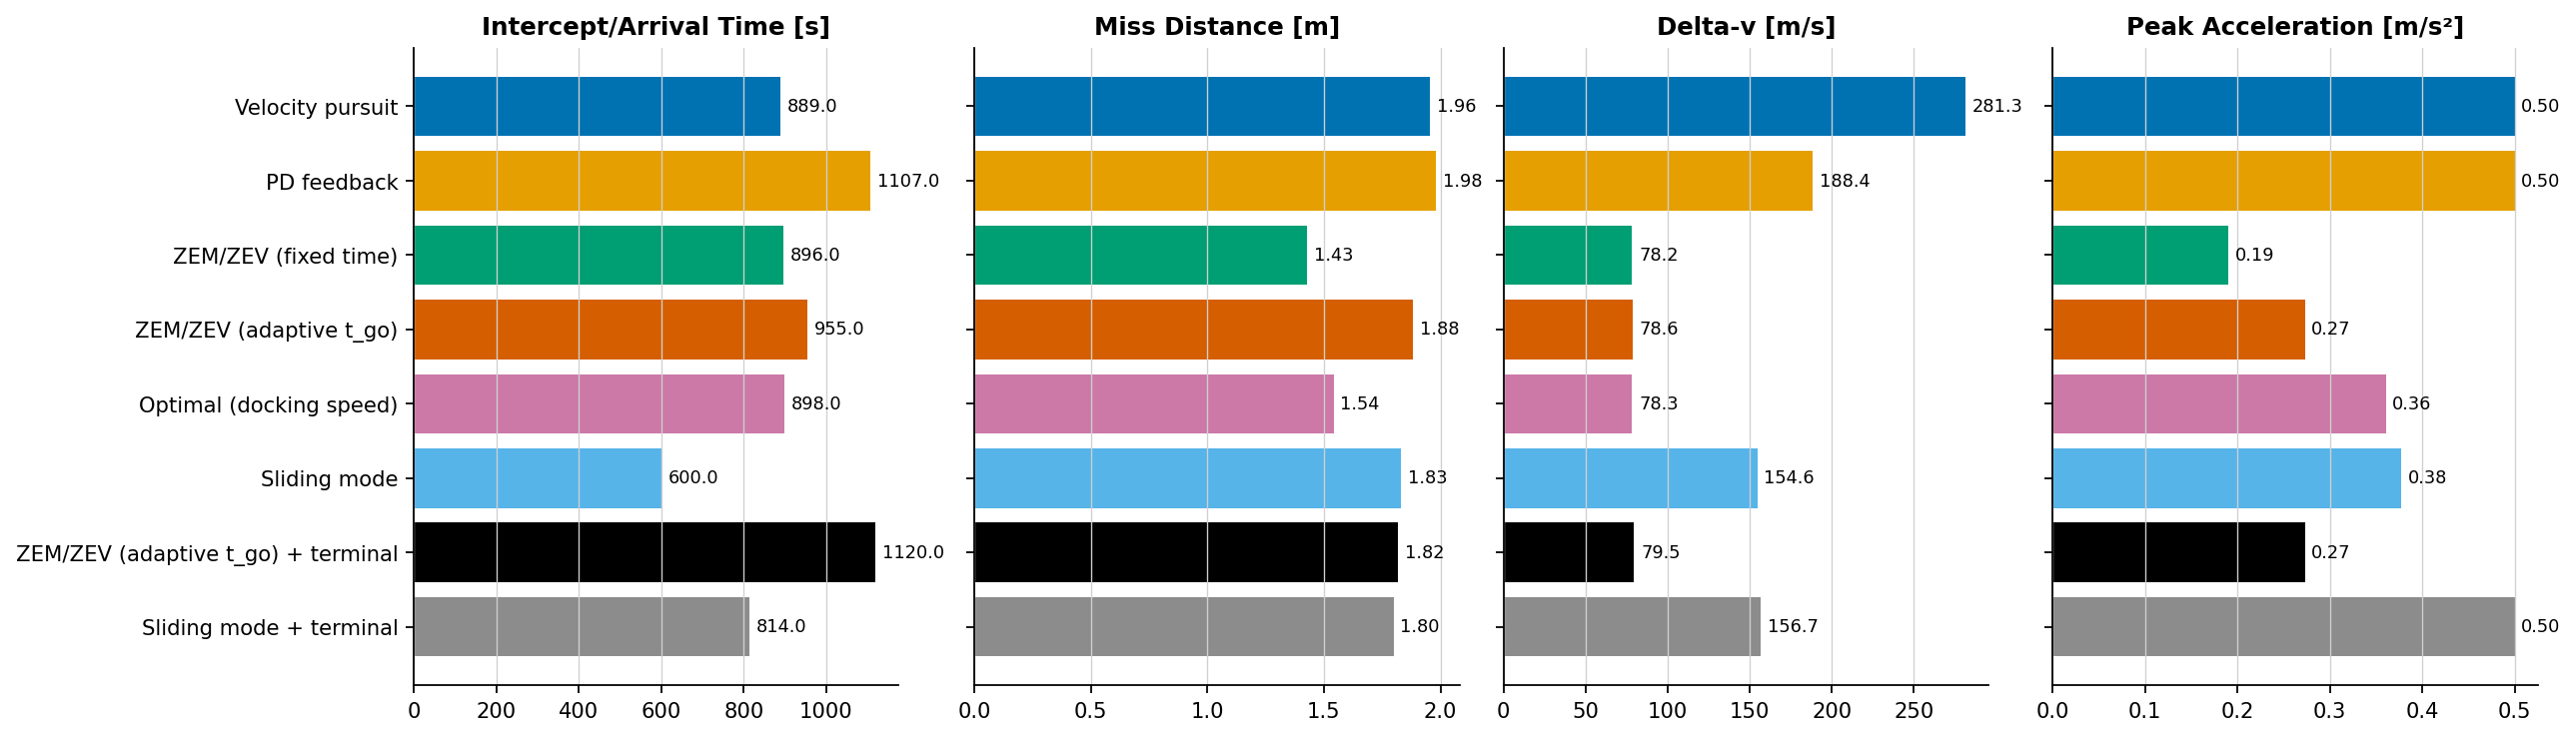 Intercept/Arrival Time [s]
Miss Distance [m]
Delta-v [m/s]
Peak Acceleration [m/s²]
Velocity pursuit
889.0
1.96
281.3
0.50
PD feedback
1107.0
1.98
188.4
0.50
ZEM/ZEV (fixed time)
896.0
1.43
78.2
0.19
ZEM/ZEV (adaptive t_go)
955.0
1.88
78.6
0.27
Optimal (docking speed)
898.0
1.54
78.3
0.36
Sliding mode
600.0
1.83
154.6
0.38
ZEM/ZEV (adaptive t_go) + terminal
1120.0
1.82
79.5
0.27
Sliding mode + terminal
814.0
1.80
156.7
0.50
0 200 400 600 800 1000
0.0 0.5 1.0 1.5 2.0
0 50 100 150 200 250
0.0 0.1 0.2 0.3 0.4 0.5